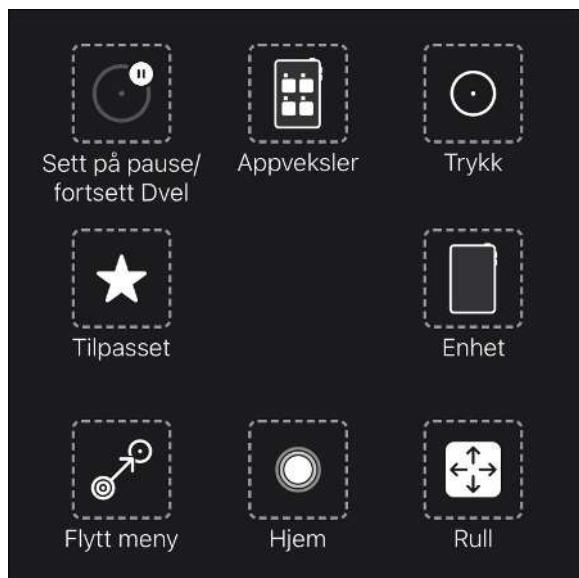 Sett på pause/
fortsett Dvel
Appveksler
Trykk
Tilpasset
Enhet
Flytt meny
Hjem
Rull